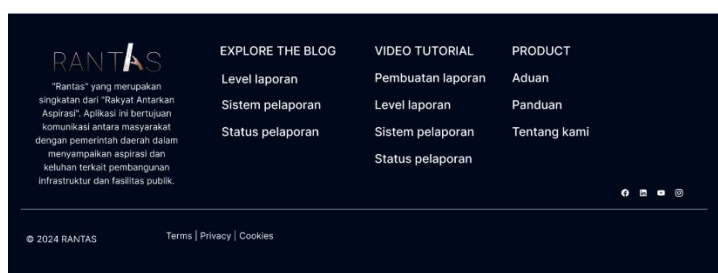 RANTAS
"Rantas" yang merupakan
singkatan dari "Rakyat Antarkan
Aspirasi". Aplikasi ini bertujuan
komunikasi antara masyarakat
dengan pemerintah daerah dalam
menyampaikan aspirasi dan
keluhan terkait pembangunan
infrastruktur dan fasilitas publik.
EXPLORE THE BLOG
Level laporan
Sistem pelaporan
Status pelaporan
VIDEO TUTORIAL
Pembuatan laporan
Level laporan
Sistem pelaporan
Status pelaporan
PRODUCT
Aduan
Panduan
Tentang kami
© 2024 RANTAS
Terms | Privacy | Cookies